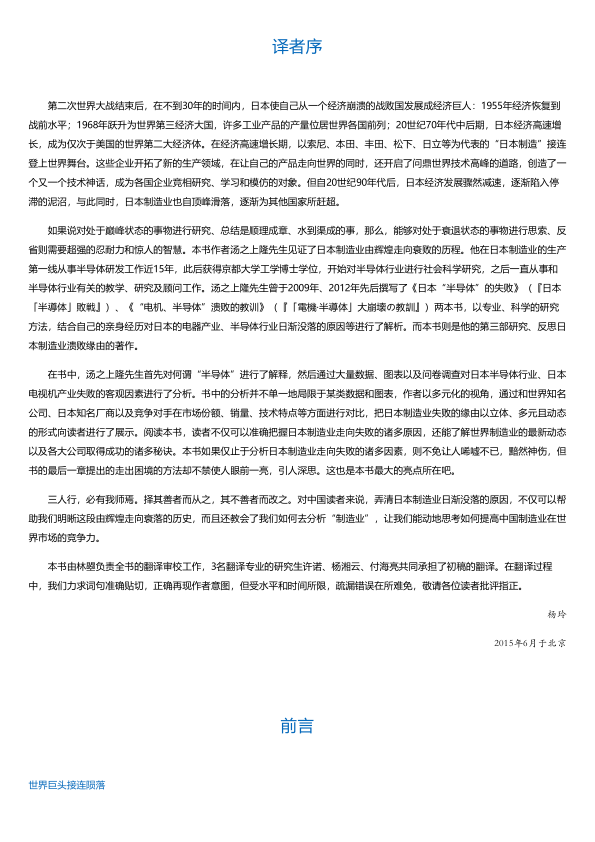 译者序
第二次世界大战结束后，在不到30年的时间内，日本使自己从一个经济崩溃的战败国发展成经济巨人：1955年经济恢复到
战前水平；1968年跃升为世界第三经济大国，许多工业产品的产量位居世界各国前列；20世纪70年代中后期，日本经济高速增
长，成为仅次于美国的世界第二大经济体。在经济高速增长期，以索尼、本田、丰田、松下、日立等为代表的“日本制造”接连
登上世界舞台。这些企业开拓了新的生产领域，在让自己的产品走向世界的同时，还开启了问鼎世界技术高峰的道路，创造了一
个又一个技术神话，成为各国企业竞相研究、学习和模仿的对象。但自20世纪90年代后，日本经济发展骤然减速，逐渐陷入停
滞的泥沼，与此同时，日本制造业也自顶峰滑落，逐渐为其他国家所赶超。
如果说对处于巅峰状态的事物进行研究、总结是顺理成章、水到渠成的事，那么，能够对处于衰退状态的事物进行思索、反
省则需要超强的忍耐力和惊人的智慧。本书作者汤之上隆先生见证了日本制造业由辉煌走向衰败的历程。他在日本制造业的生产
第一线从事半导体研发工作近15年，此后获得京都大学工学博士学位，开始对半导体行业进行社会科学研究，之后一直从事和
半导体行业有关的教学、研究及顾问工作。汤之上隆先生曾于2009年、2012年先后撰写了《日本“半导体”的失败》（『日本
「半導体」敗戦』）、《“电机、半导体”溃败的教训》（『「電機·半導体」大崩壊の教訓』）两本书，以专业、科学的研究
方法，结合自己的亲身经历对日本的电器产业、半导体行业日渐没落的原因等进行了解析。而本书则是他的第三部研究、反思日
本制造业溃败缘由的著作。
在书中，汤之上隆先生首先对何谓“半导体”进行了解释，然后通过大量数据、图表以及问卷调查对日本半导体行业、日本
电视机产业失败的客观因素进行了分析。书中的分析并不单一地局限于某类数据和图表，作者以多元化的视角，通过和世界知名
公司、日本知名厂商以及竞争对手在市场份额、销量、技术特点等方面进行对比，把日本制造业失败的缘由以立体、多元且动态
的形式向读者进行了展示。阅读本书，读者不仅可以准确把握日本制造业走向失败的诸多原因，还能了解世界制造业的最新动态
以及各大公司取得成功的诸多秘诀。本书如果仅止于分析日本制造业走向失败的诸多因素，则不免让人唏嘘不已，黯然神伤，但
书的最后一章提出的走出困境的方法却不禁使人眼前一亮，引人深思。这也是本书最大的亮点所在吧。
三人行，必有我师焉。择其善者而从之，其不善者而改之。对中国读者来说，弄清日本制造业日渐没落的原因，不仅可以帮
助我们明晰这段由辉煌走向衰落的历史，而且还教会了我们如何去分析“制造业”，让我们能动地思考如何提高中国制造业在世
界市场的竞争力。
本书由林曌负责全书的翻译审校工作，3名翻译专业的研究生许诺、杨湘云、付海亮共同承担了初稿的翻译。在翻译过程
中，我们力求词句准确贴切，正确再现作者意图，但受水平和时间所限，疏漏错误在所难免，敬请各位读者批评指正。
杨玲
2015年6月于北京
前言
世界巨头接连陨落